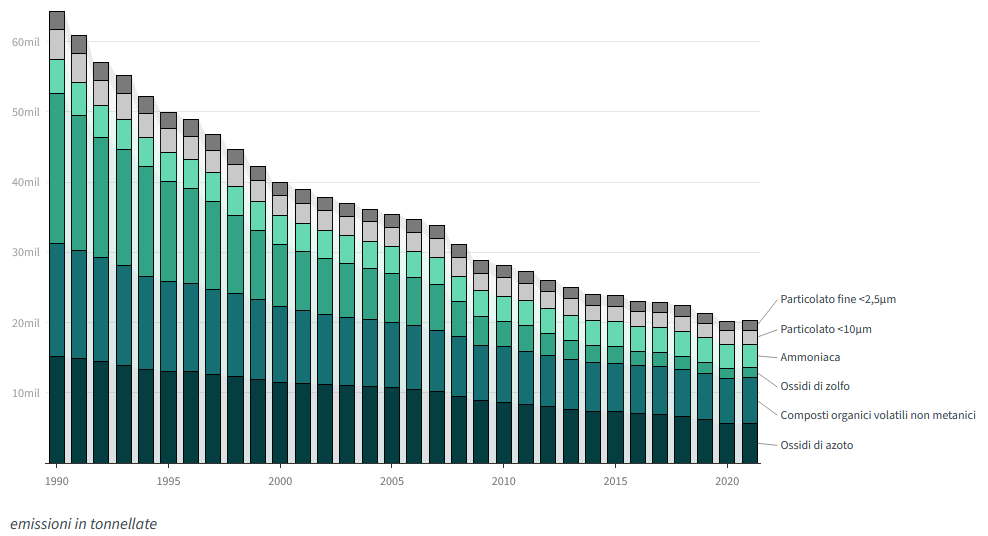 60mil
50mil
40mil
30mil
20mil
10mil
1990 1995 2000 2005 2010 2015 2020
Particolato fine <2,5µm
Particolato <10µm
Ammoniaca
Ossidi di zolfo
Composti organici volatili non metanici
Ossidi di azoto
emissioni in tonnellate